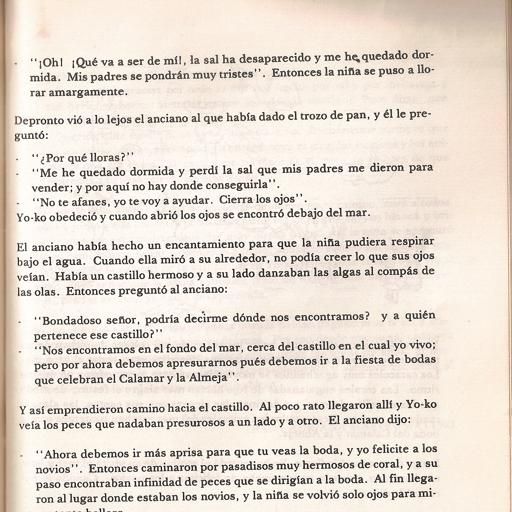 - "¡Oh! ¡Qué va a ser de mí!, la sal ha desaparecido y me he quedado dor-
mida. Mis padres se pondrán muy tristes". Entonces la niña se puso a llo-
rar amargamente.
Depronto vió a lo lejos el anciano al que había dado el trozo de pan, y él le pre-
guntó:
- "¿Por qué lloras?"
- "Me he quedado dormida y perdí la sal que mis padres me dieron para
vender; y por aquí no hay donde conseguirla".
- "No te afanes, yo te voy a ayudar. Cierra los ojos".
Yo-ko obedeció y cuando abrió los ojos se encontró debajo del mar.
El anciano había hecho un encantamiento para que la niña pudiera respirar
bajo el agua. Cuando ella miró a su alrededor, no podía creer lo que sus ojos
veían. Había un castillo hermoso y a su lado danzaban las algas al compás de
las olas. Entonces preguntó al anciano:
- "Bondadoso señor, podría decirme dónde nos encontramos? y a quién
pertenece ese castillo?"
- "Nos encontramos en el fondo del mar, cerca del castillo en el cual yo vivo;
pero por ahora debemos apresurarnos pués debemos ir a la fiesta de bodas
que celebran el Calamar y la Almeja".
Y así emprendieron camino hacia el castillo. Al poco rato llegaron allí y Yo-ko
veía los peces que nadaban presurosos a un lado y a otro. El anciano dijo:
- "Ahora debemos ir más aprisa para que tu veas la boda, y yo felicite a los
novios". Entonces caminaron por pasadisos muy hermosos de coral, y a su
paso encontraban infinidad de peces que se dirigían a la boda. Al fin llega-
ron al lugar donde estaban los novios, y la niña se volvió solo ojos para mi-